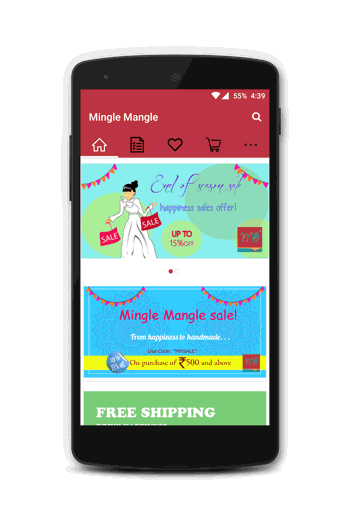 55% 4:39
Mingle Mangle
End of season sale
happiness sales offer!
SALE
SALE
UP TO
15%OFF
Mingle Mangle sale!
From happiness to handmade. . .
Use Code: "MMSALE"
On purchase of ₹500 and above
FREE SHIPPING